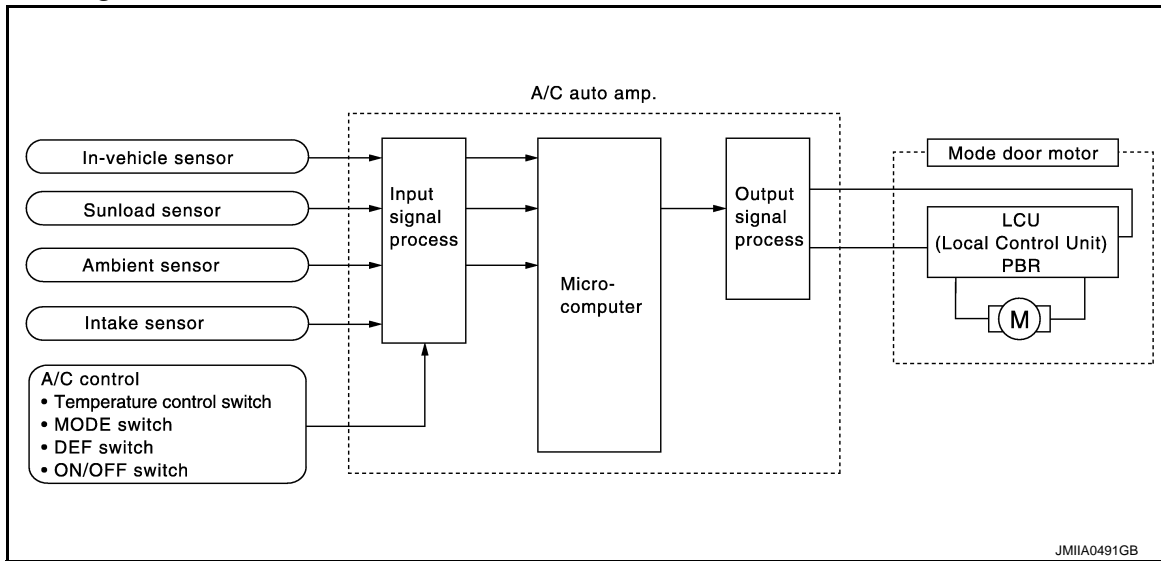 A/C auto amp.
In-vehicle sensor
Sunload sensor
Ambient sensor
Intake sensor
A/C control
• Temperature control switch
• MODE switch
• DEF switch
• ON/OFF switch
Input
signal
process
Micro-
computer
Output
signal
process
Mode door motor
LCU
(Local Control Unit)
PBR
M
JMIIA0491GB